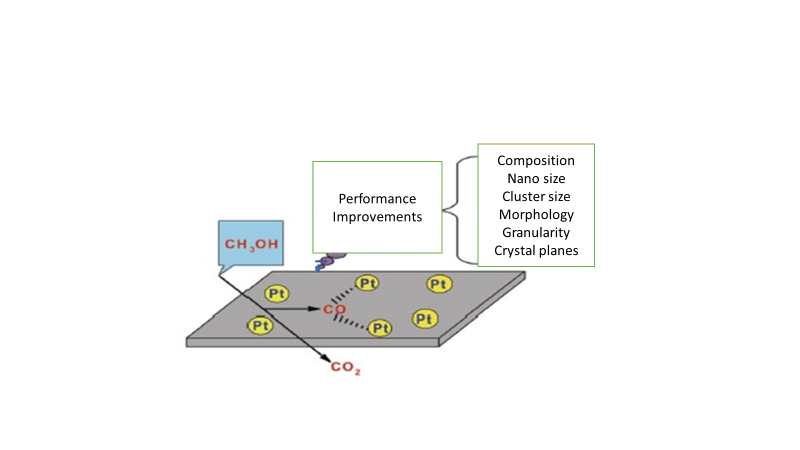 Composition
Nano size
Cluster size
Morphology
Granularity
Crystal planes
Performance
Improvements
CH₃OH
Pt
Pt
Pt
CO
Pt
Pt
Pt
CO₂